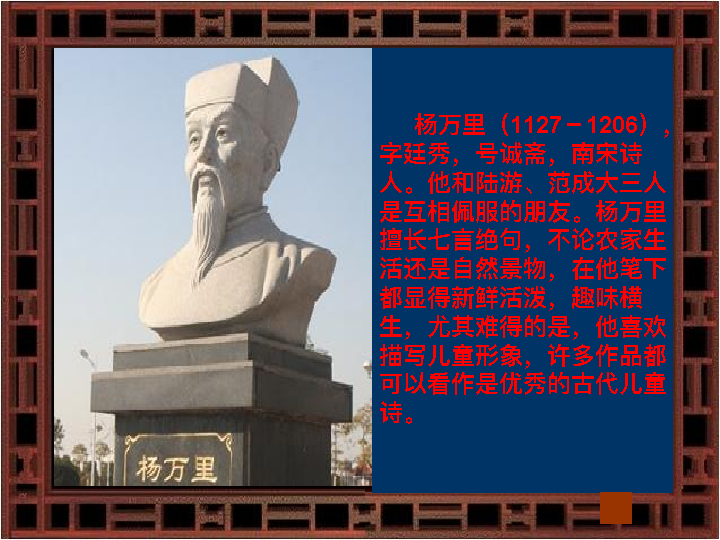 杨万里（1127－1206），
字廷秀，号诚斋，南宋诗
人。他和陆游、范成大三人
是互相佩服的朋友。杨万里
擅长七言绝句，不论农家生
活还是自然景物，在他笔下
都显得新鲜活泼，趣味横
生，尤其难得的是，他喜欢
描写儿童形象，许多作品都
可以看作是优秀的古代儿童
诗。
杨万里